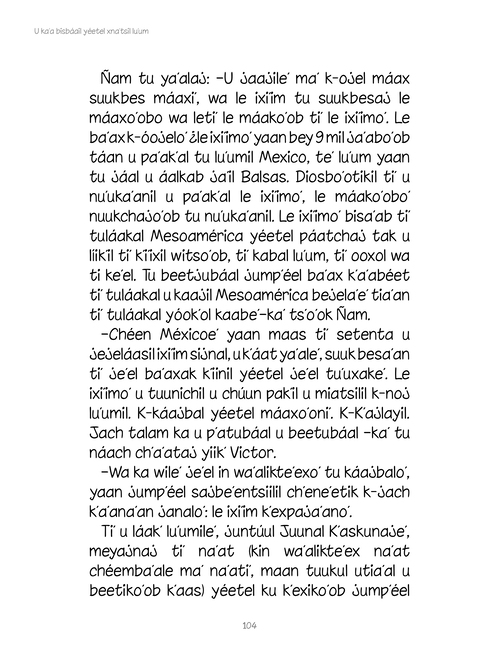 U ka'a bisbáail yéetel xna'tsil lu'um
Ñam tu ya'alaj: –U jaajile' ma' k-ojel máax
suukbes máaxi', wa le ixi'im tu suukbesaj le
máaxo'obo wa leti' le máako'ob ti' le ixi'imo'. Le
ba'ax k-óojelo' ¿le ixi'imo' yaan bey 9 mil ja'abo'ob
táan u pa'ak'al tu lu'umil Mexico, te' lu'um yaan
tu jáal u áalkab ja'il Balsas. Diosbo'otikil ti' u
nu'uka'anil u pa'ak'al le ixi'imo', le máako'obo'
nuukchajo'ob tu nu'uka'anil. Le ixi'imo' bisa'ab ti'
tuláakal Mesoamérica yéetel páatchaj tak u
líik'il ti' k'íixil witso'ob, ti' kabal lu'um, ti' ooxol wa
ti' ke'el. Tu beetjubáal jump'éel ba'ax k'a'abéet
ti' tuláakal u kaajil Mesoamérica bejela'e' tia'an
ti' tuláakal yóok'ol kaabe'–ka' ts'o'ok Ñam.
–Chéen Méxicoe' yaan maas ti' setenta u
jejeláasil ixi'im síijnal, u k'áat ya'ale', suuk besa'an
ti' je'el ba'axak k'iinil yéetel je'el tu'uxake'. Le
ixi'imo' u tuunichil u chúun pak'il u miatsilil k-noj
lu'umil. K-káajbal yéetel máaxo'oni'. K-K'ajlayil.
Jach talam ka u p'atubáal u beetubáal –ka' tu
náach ch'a'ataj yiik' Victor.
–Wa ka wile' je'el in wa'alikte'exo' tu káajbalo',
yaan jump'éel sajbe'entsiilil ch'ene'etik k-jach
k'a'ana'an janalo': le ixi'im k'expaja'ano'.
Ti' u láak' lu'umile', juntúul Juunal K'askunaje',
meyajnaj ti' na'at (kin wa'alikte'ex na'at
chéemba'ale ma' na'ati', maan tuukul utia'al u
beetiko'ob k'aas) yéetel ku k'exiko'ob jump'éel
104